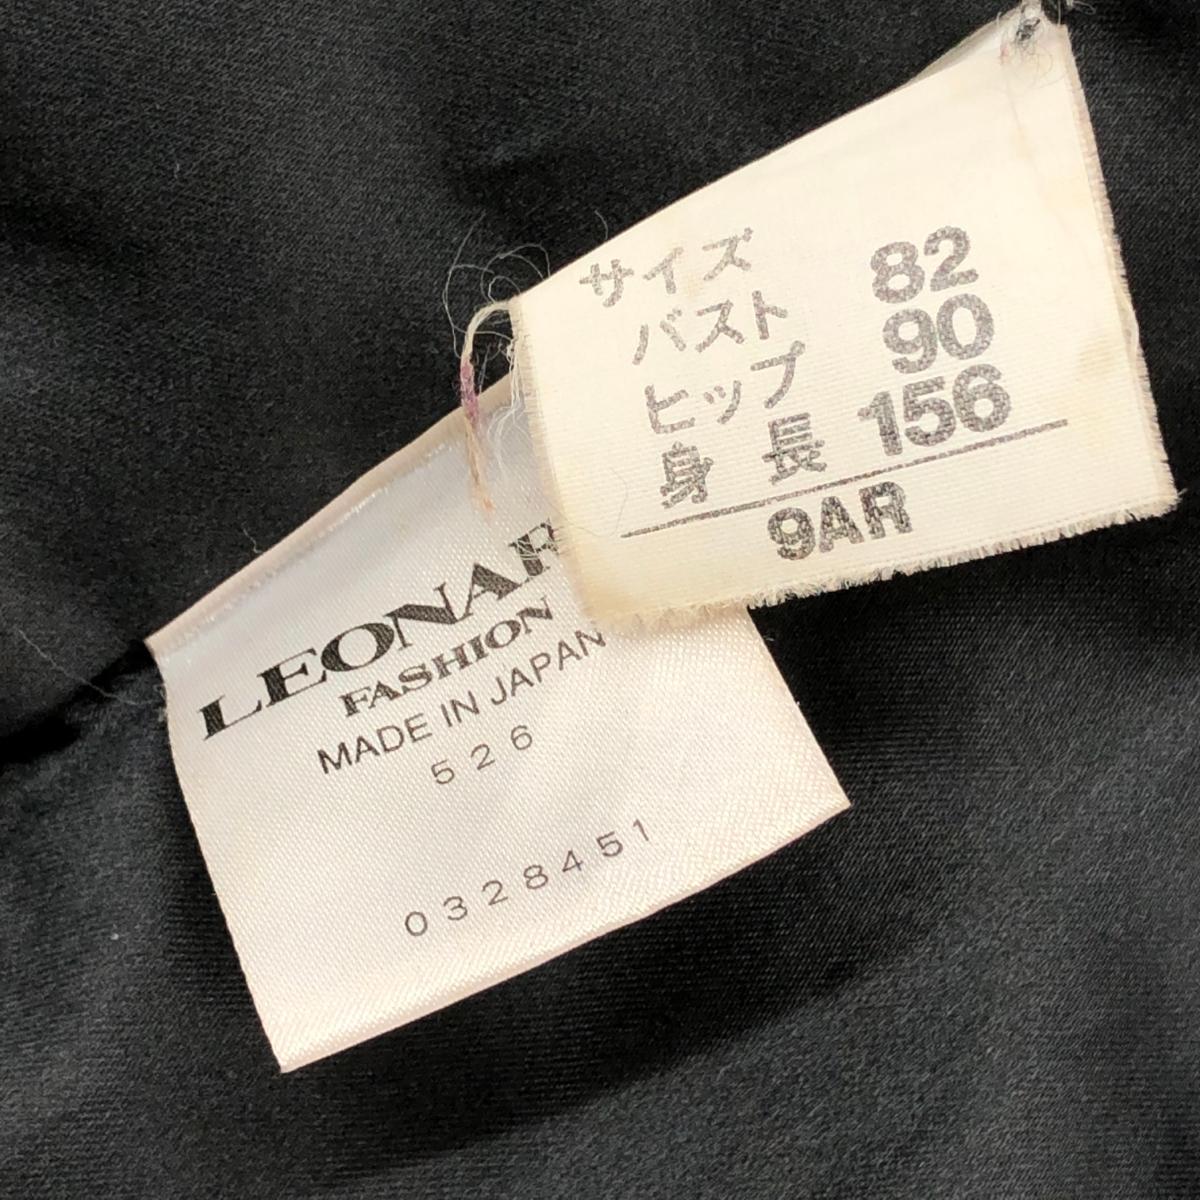 サイズ
バスト 82
ヒップ 90
身長 156
9AR
LEONAR
FASHION
MADE IN JAPAN
526
0328451